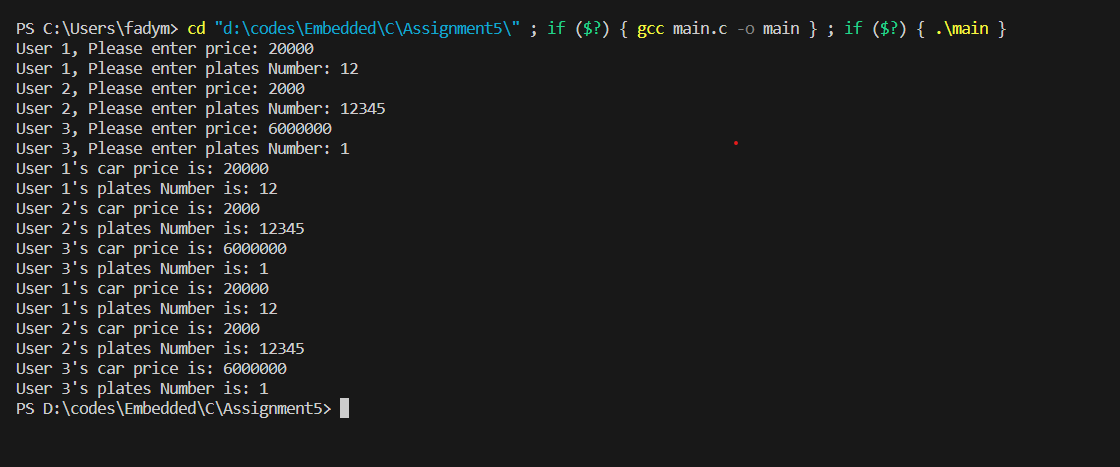 PS C:\Users\fadym> cd "d:\codes\Embedded\C\Assignment5\" ; if ($?) { gcc main.c -o main } ; if ($?) { .\main }
User 1, Please enter price: 20000
User 1, Please enter plates Number: 12
User 2, Please enter price: 2000
User 2, Please enter plates Number: 12345
User 3, Please enter price: 6000000
User 3, Please enter plates Number: 1
User 1's car price is: 20000
User 1's plates Number is: 12
User 2's car price is: 2000
User 2's plates Number is: 12345
User 3's car price is: 6000000
User 3's plates Number is: 1
User 1's car price is: 20000
User 1's plates Number is: 12
User 2's car price is: 2000
User 2's plates Number is: 12345
User 3's car price is: 6000000
User 3's plates Number is: 1
PS D:\codes\Embedded\C\Assignment5>